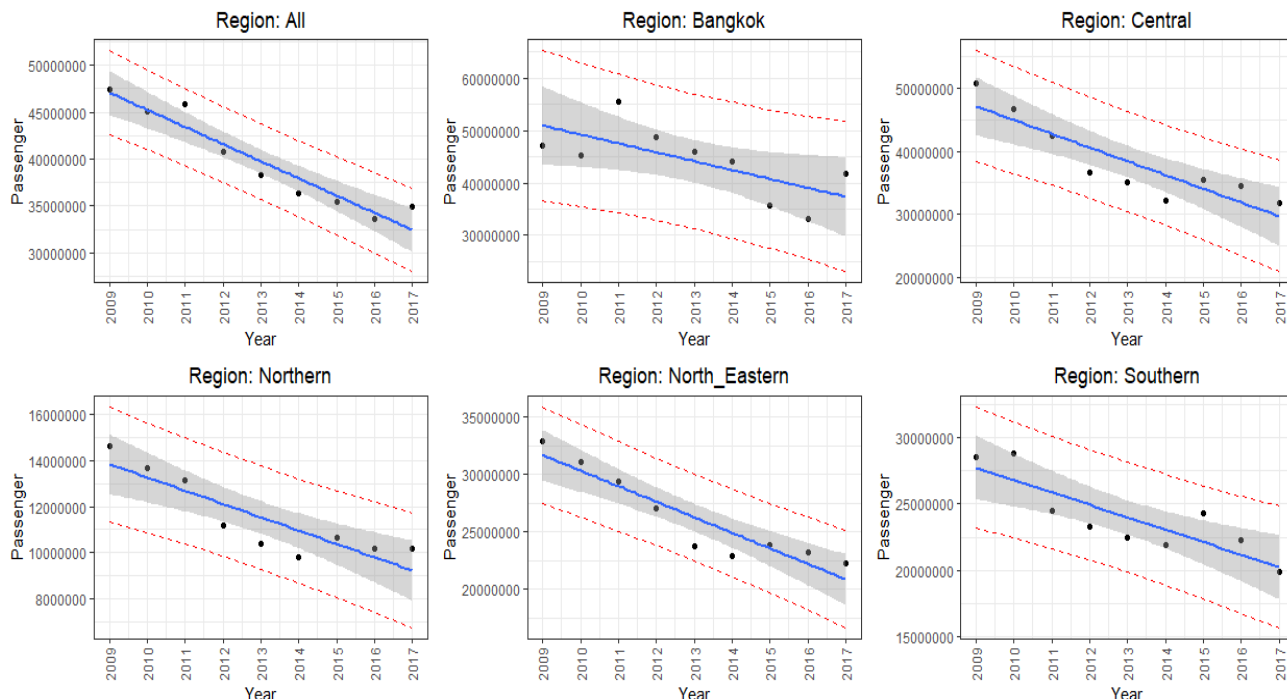 Region: All
Passenger
50000000
45000000
40000000
35000000
30000000
2009 2010 2011 2012 2013 2014 2015 2016 2017
Year
Region: Bangkok
Passenger
60000000
50000000
40000000
30000000
2009 2010 2011 2012 2013 2014 2015 2016 2017
Year
Region: Central
Passenger
50000000
40000000
30000000
20000000
2009 2010 2011 2012 2013 2014 2015 2016 2017
Year
Region: Northern
Passenger
16000000
14000000
12000000
10000000
8000000
2009 2010 2011 2012 2013 2014 2015 2016 2017
Year
Region: North_Eastern
Passenger
35000000
30000000
25000000
20000000
2009 2010 2011 2012 2013 2014 2015 2016 2017
Year
Region: Southern
Passenger
30000000
25000000
20000000
15000000
2009 2010 2011 2012 2013 2014 2015 2016 2017
Year